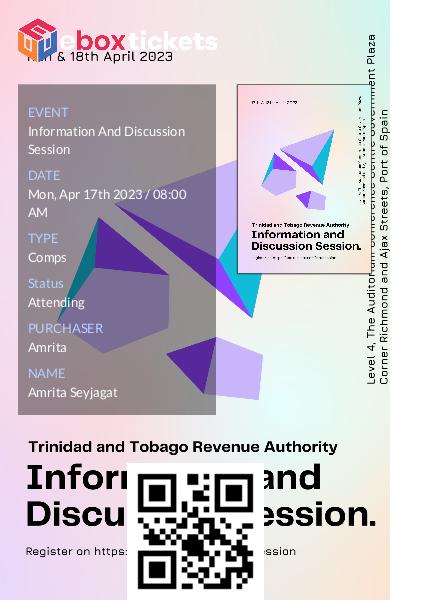 eboxtickets
& 18th April 2023
EVENT
Information And Discussion
Session
DATE
Mon, Apr 17th 2023 / 08:00
AM
TYPE
Comps
Status
Attending
PURCHASER
Amrita
NAME
Amrita Seyjagat
Trinidad and Tobago Revenue Authority
Information and
Discussion Session.
Level 4, The Auditorium Conference Centre Government Plaza
Corner Richmond and Ajax Streets, Port of Spain
Trinidad and Tobago Revenue Authority
Infor and
Discu ession.
Register on https: ession